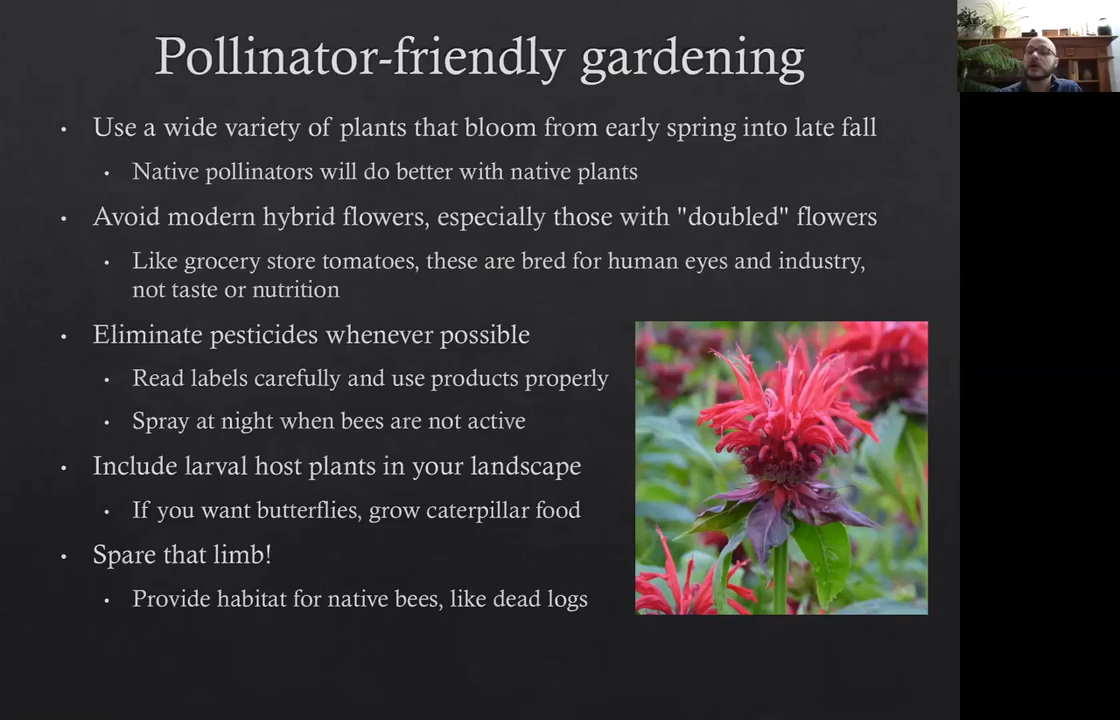 Pollinator-friendly gardening
• Use a wide variety of plants that bloom from early spring into late fall
• Native pollinators will do better with native plants
• Avoid modern hybrid flowers, especially those with "doubled" flowers
• Like grocery store tomatoes, these are bred for human eyes and industry,
not taste or nutrition
• Eliminate pesticides whenever possible
• Read labels carefully and use products properly
• Spray at night when bees are not active
• Include larval host plants in your landscape
• If you want butterflies, grow caterpillar food
• Spare that limb!
• Provide habitat for native bees, like dead logs